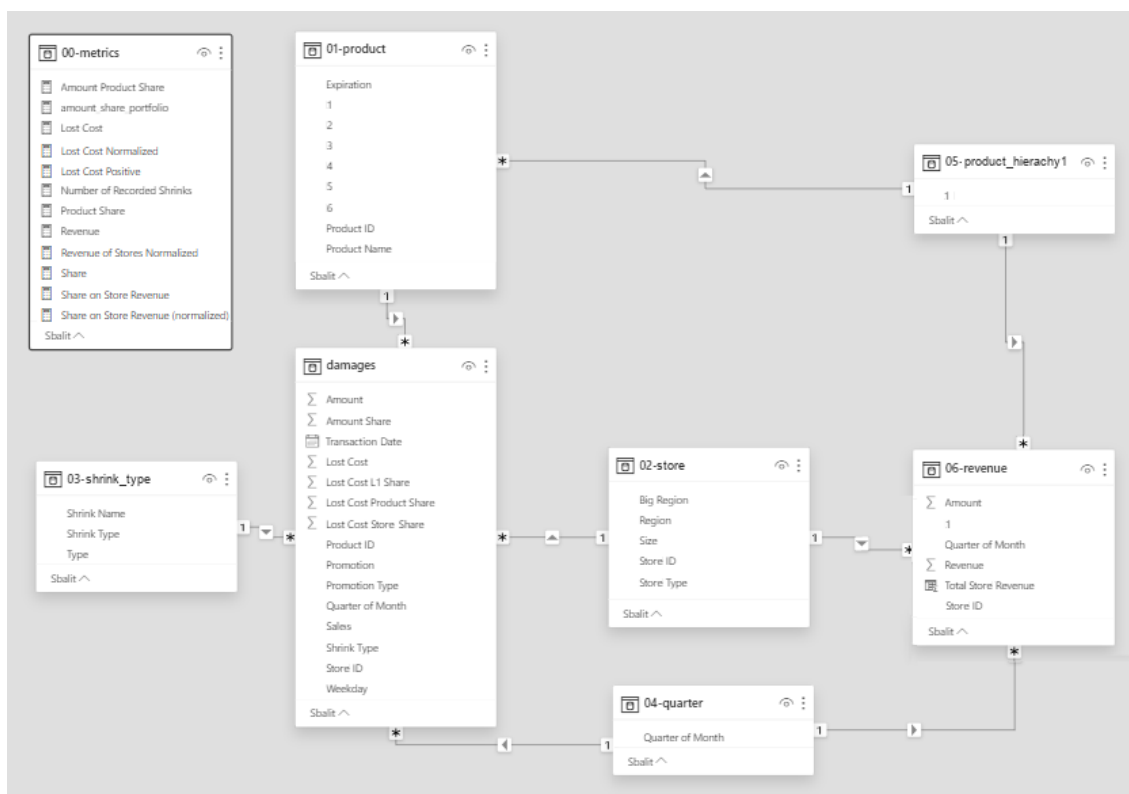 00-metrics
Amount Product Share
amount_share_portfolio
Lost Cost
Lost Cost Normalized
Lost Cost Positive
Number of Recorded Shrinks
Product Share
Revenue
Revenue of Stores Normalized
Share
Share on Store Revenue
Share on Store Revenue (normalized)
Sbalit
01-product
Expiration
1
2
3
4
5
6
Product ID
Product Name
Sbalit
*
1
05-product_hierachy1
1
Sbalit
1
1
*
damages
Amount
Amount Share
Transaction Date
Lost Cost
Lost Cost L1 Share
Lost Cost Product Share
Lost Cost Store Share
Product ID
Promotion
Promotion Type
Quarter of Month
Sales
Shrink Type
Store ID
Weekday
Sbalit
03-shrink_type
Shrink Name
Shrink Type
Type
Sbalit
1
*
*
1
02-store
Big Region
Region
Size
Store ID
Store Type
Sbalit
1
*
*
06-revenue
Amount
1
Quarter of Month
Revenue
Total Store Revenue
Store ID
Sbalit
*
04-quarter
Quarter of Month
Sbalit
*
1
1